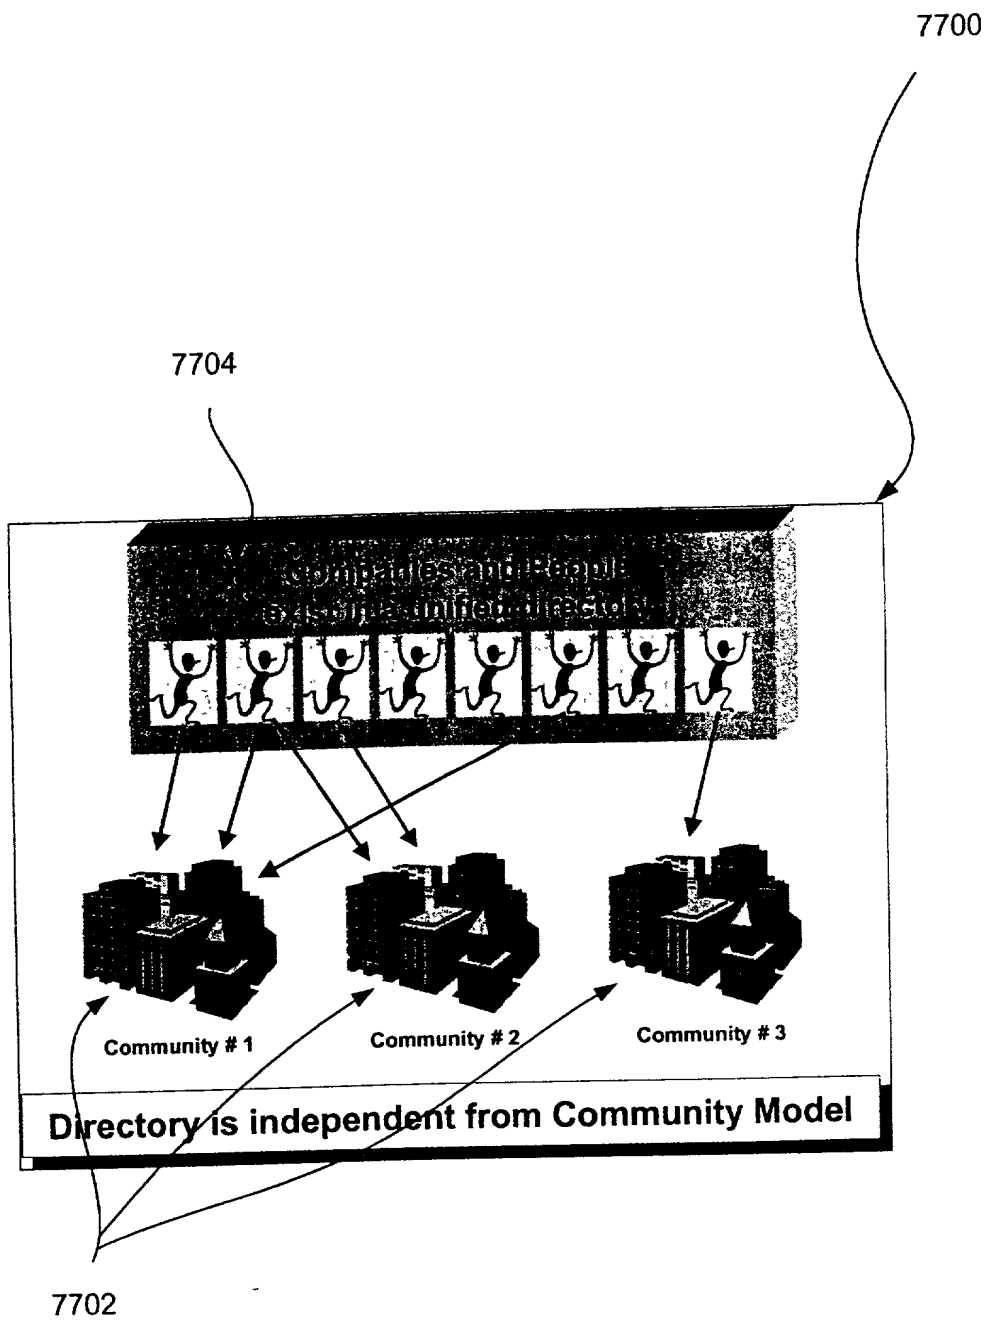 7700
7704
Companies and People
exist in a unified directory
Community # 1
Community # 2
Community # 3
Directory is independent from Community Model
7702